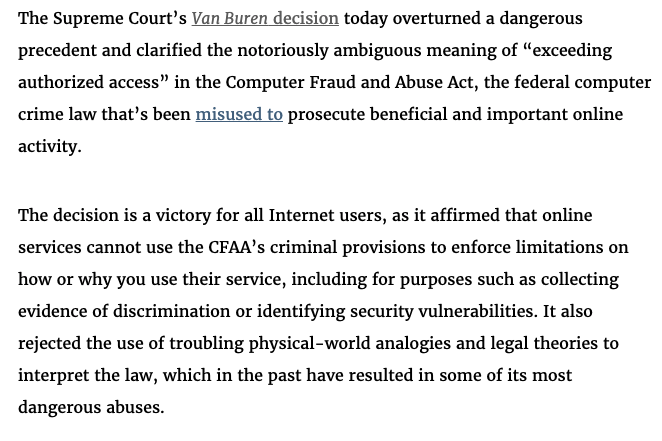 The Supreme Court’s Van Buren decision today overturned a dangerous
precedent and clarified the notoriously ambiguous meaning of “exceeding
authorized access” in the Computer Fraud and Abuse Act, the federal computer
crime law that’s been misused to prosecute beneficial and important online
activity.
The decision is a victory for all Internet users, as it affirmed that online
services cannot use the CFAA’s criminal provisions to enforce limitations on
how or why you use their service, including for purposes such as collecting
evidence of discrimination or identifying security vulnerabilities. It also
rejected the use of troubling physical-world analogies and legal theories to
interpret the law, which in the past have resulted in some of its most
dangerous abuses.